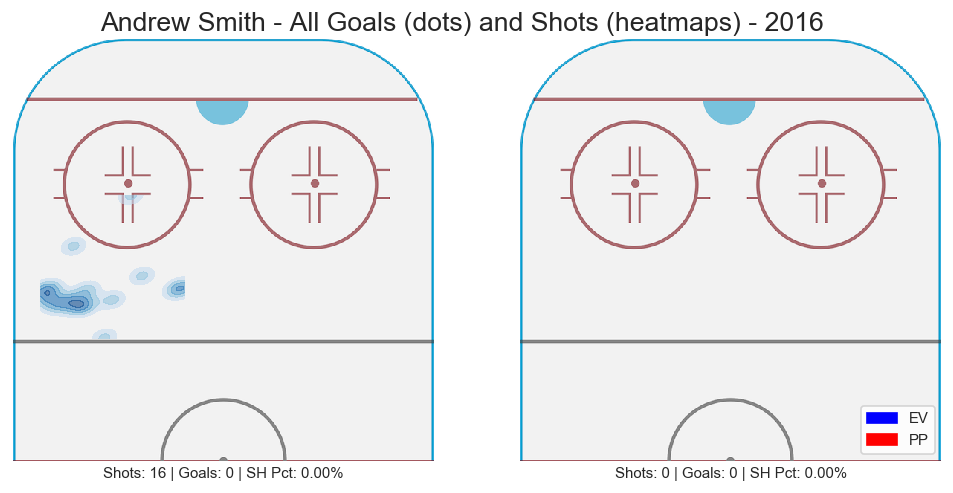 Andrew Smith - All Goals (dots) and Shots (heatmaps) - 2016
EV
PP
Shots: 16 | Goals: 0 | SH Pct: 0.00%
Shots: 0 | Goals: 0 | SH Pct: 0.00%